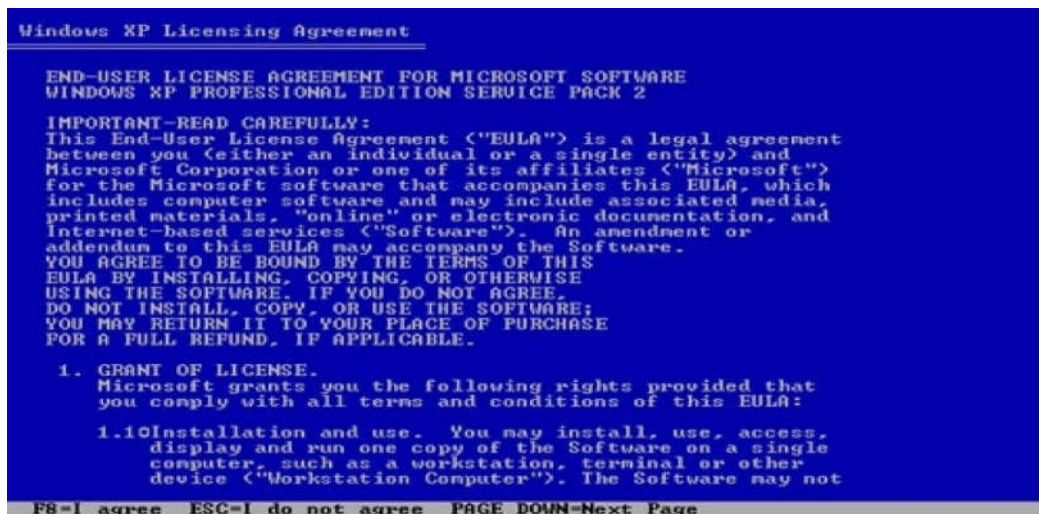 Windows XP Licensing Agreement
END-USER LICENSE AGREEMENT FOR MICROSOFT SOFTWARE
WINDOWS XP PROFESSIONAL EDITION SERVICE PACK 2
IMPORTANT-READ CAREFULLY:
This End-User License Agreement ("EULA") is a legal agreement
between you (either an individual or a single entity) and
Microsoft Corporation or one of its affiliates ("Microsoft")
for the Microsoft software that accompanies this EULA, which
includes computer software and may include associated media,
printed materials, "online" or electronic documentation, and
Internet-based services ("Software").  An amendment or
addendum to this EULA may accompany the Software.
YOU AGREE TO BE BOUND BY THE TERMS OF THIS
EULA BY INSTALLING, COPYING, OR OTHERWISE
USING THE SOFTWARE. IF YOU DO NOT AGREE,
DO NOT INSTALL, COPY, OR USE THE SOFTWARE;
YOU MAY RETURN IT TO YOUR PLACE OF PURCHASE
FOR A FULL REFUND, IF APPLICABLE.
1. GRANT OF LICENSE.
Microsoft grants you the following rights provided that
you comply with all terms and conditions of this EULA:
1.1◘Installation and use.  You may install, use, access,
display and run one copy of the Software on a single
computer, such as a workstation, terminal or other
device ("Workstation Computer"). The Software may not
F8=I agree  ESC=I do not agree  PAGE DOWN=Next Page